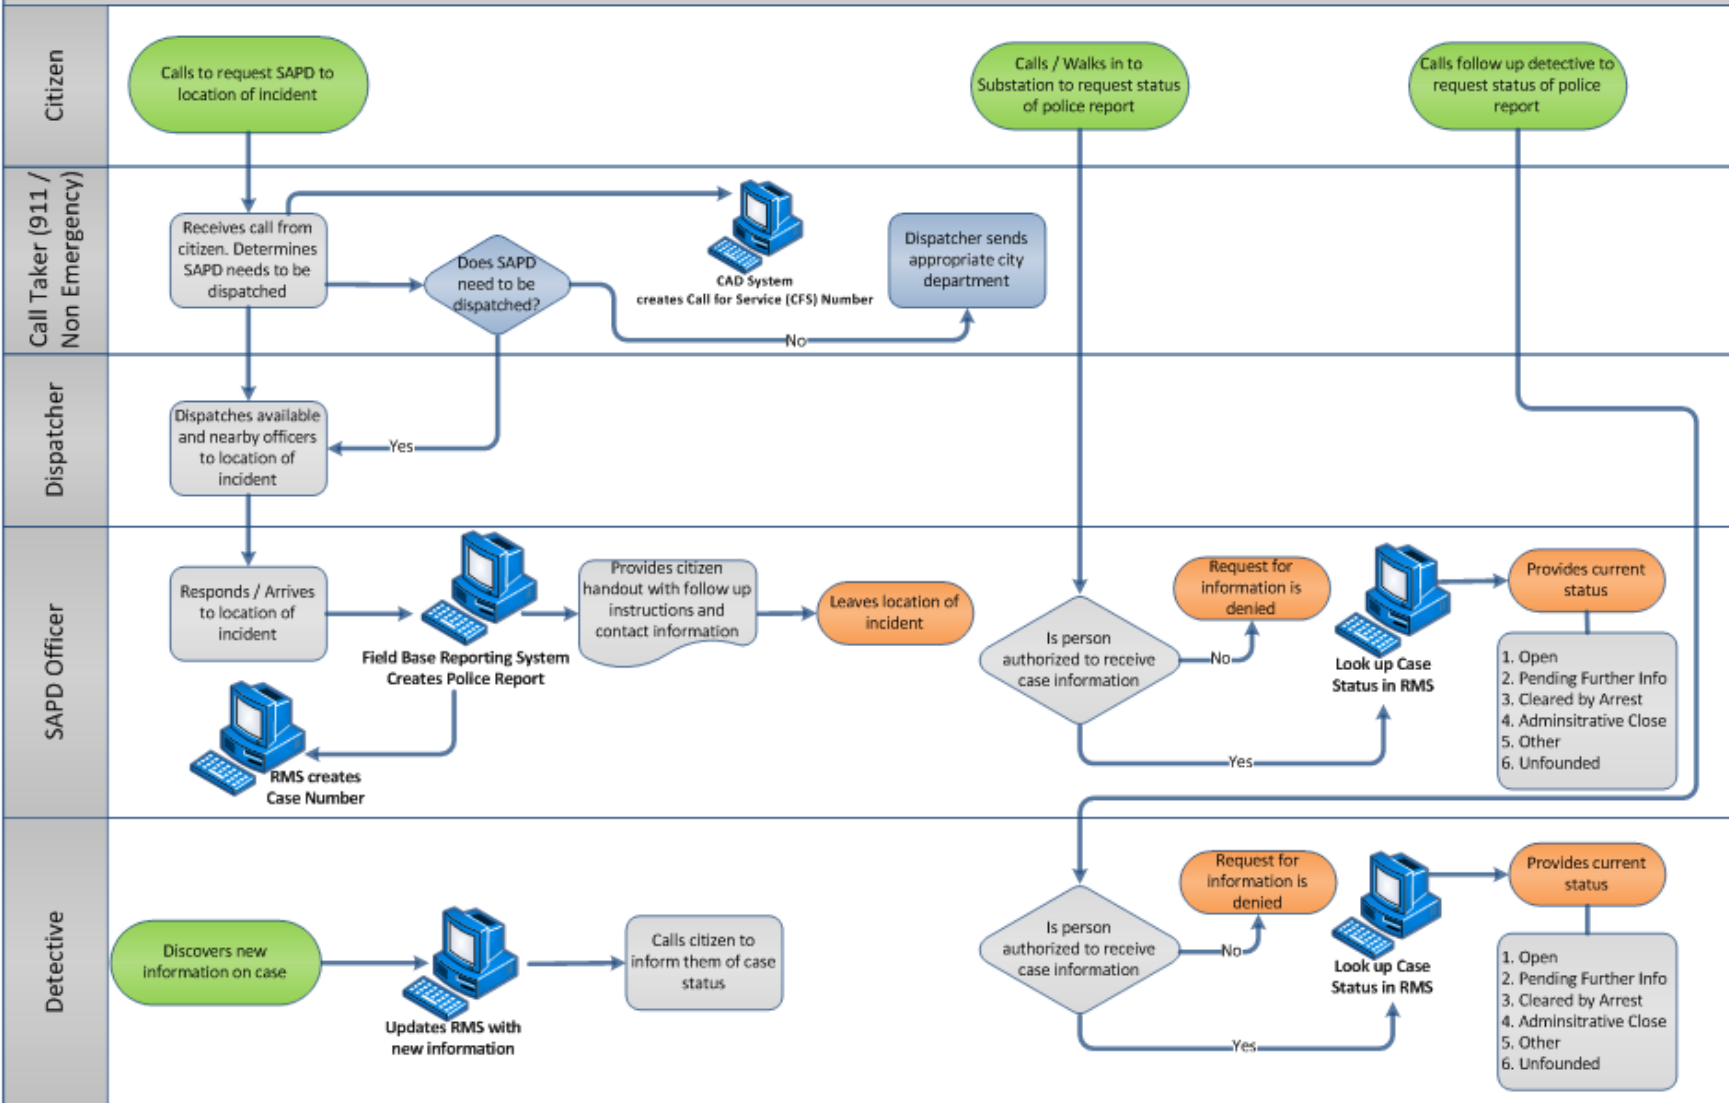 Citizen
Calls to request SAPD to
location of incident
Calls / Walks in to
Substation to request status
of police report
Calls follow up detective to
request status of police
report
Call Taker (911 /
Non Emergency)
Receives call from
citizen. Determines
SAPD needs to be
dispatched
Does SAPD
need to be
dispatched?
CAD System
creates Call for Service (CFS) Number
Dispatcher sends
appropriate city
department
No
Dispatcher
Dispatches available
and nearby officers
to location of
incident
Yes
SAPD Officer
Responds / Arrives
to location of
incident
Field Base Reporting System
Creates Police Report
Provides citizen
handout with follow up
instructions and
contact information
Leaves location of
incident
RMS creates
Case Number
Is person
authorized to receive
case information
No
Request for
information is
denied
Yes
Look up Case
Status in RMS
Provides current
status
1. Open
2. Pending Further Info
3. Cleared by Arrest
4. Adminsitrative Close
5. Other
6. Unfounded
Detective
Discovers new
information on case
Updates RMS with
new information
Calls citizen to
inform them of case
status
Is person
authorized to receive
case information
No
Request for
information is
denied
Yes
Look up Case
Status in RMS
Provides current
status
1. Open
2. Pending Further Info
3. Cleared by Arrest
4. Adminsitrative Close
5. Other
6. Unfounded